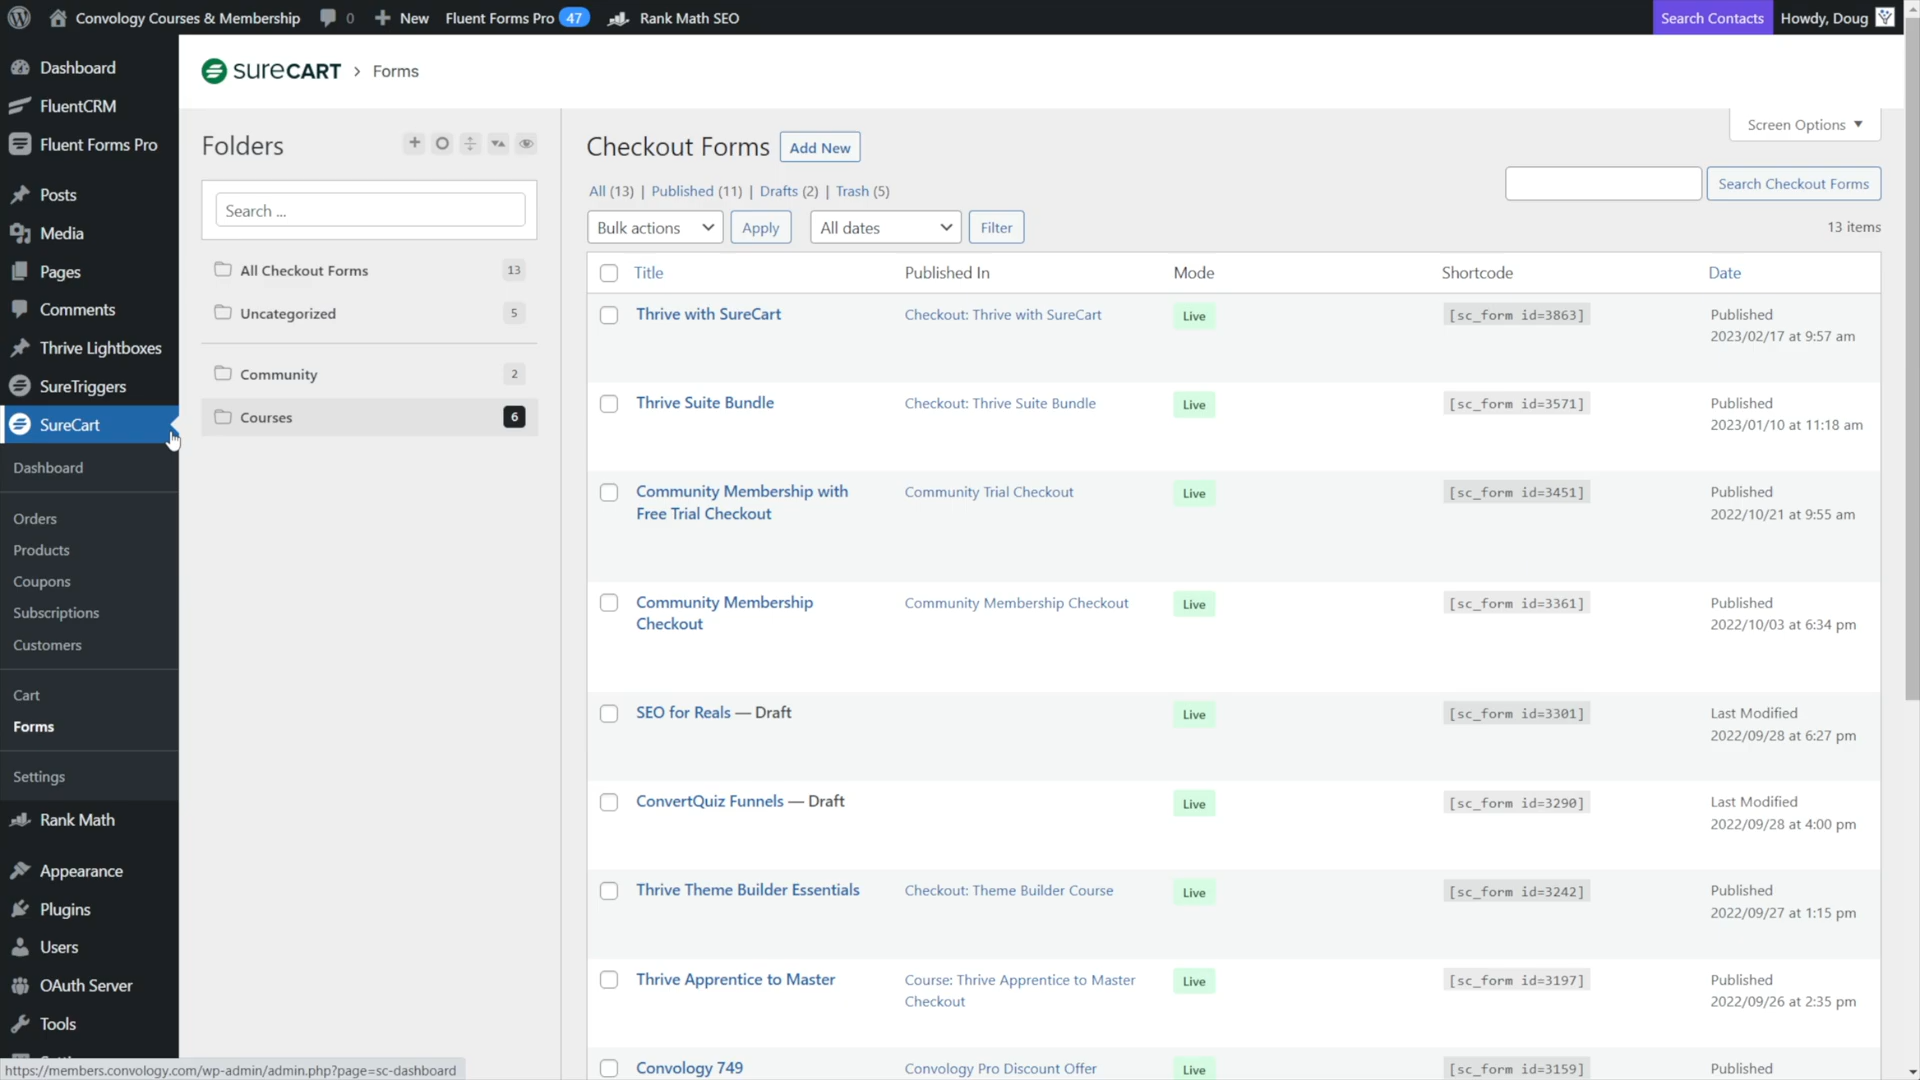 Convology Courses & Membership
0
New
Fluent Forms Pro 47
Rank Math SEO
Search Contacts
Howdy, Doug
Dashboard
FluentCRM
Fluent Forms Pro
Posts
Media
Pages
Comments
Thrive Lightboxes
SureTriggers
SureCart
Dashboard
Orders
Products
Coupons
Subscriptions
Customers
Cart
Forms
Settings
Rank Math
Appearance
Plugins
Users
OAuth Server
Tools
https://members.convology.com/wp-admin/admin.php?page=sc-dashboard
SURECART > Forms
Folders
Search ...
All Checkout Forms 13
Uncategorized 5
Community 2
Courses 6
Screen Options
Checkout Forms Add New
All (13) | Published (11) | Drafts (2) | Trash (5)
Search Checkout Forms
Bulk actions Apply All dates Filter
13 items
Title Published In Mode Shortcode Date
Thrive with SureCart Checkout: Thrive with SureCart Live [sc_form id=3863] Published
2023/02/17 at 9:57 am
Thrive Suite Bundle Checkout: Thrive Suite Bundle Live [sc_form id=3571] Published
2023/01/10 at 11:18 am
Community Membership with Community Trial Checkout Live [sc_form id=3451] Published
Free Trial Checkout 2022/10/21 at 9:55 am
Community Membership Community Membership Checkout Live [sc_form id=3361] Published
Checkout 2022/10/03 at 6:34 pm
SEO for Reals — Draft Live [sc_form id=3301] Last Modified
2022/09/28 at 6:27 pm
ConvertQuiz Funnels — Draft Live [sc_form id=3290] Last Modified
2022/09/28 at 4:00 pm
Thrive Theme Builder Essentials Checkout: Theme Builder Course Live [sc_form id=3242] Published
2022/09/27 at 1:15 pm
Thrive Apprentice to Master Course: Thrive Apprentice to Master Live [sc_form id=3197] Published
Checkout 2022/09/26 at 2:35 pm
Convology 749 Convology Pro Discount Offer Live [sc_form id=3159] Published